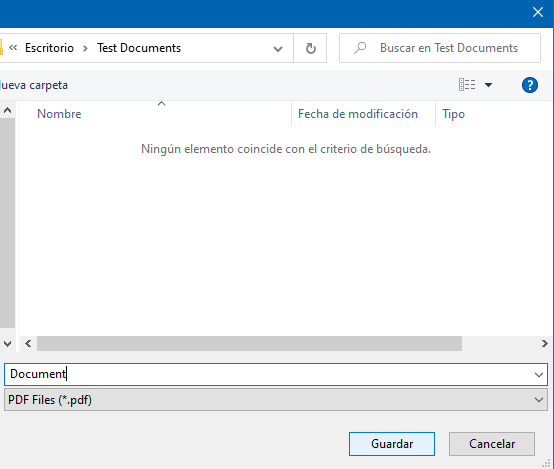 Escritorio Test Documents Buscar en Test Documents
ueva carpeta
Nombre Fecha de modificación Tipo
Ningún elemento coincide con el criterio de búsqueda.
Document
PDF Files (*.pdf)
Guardar Cancelar